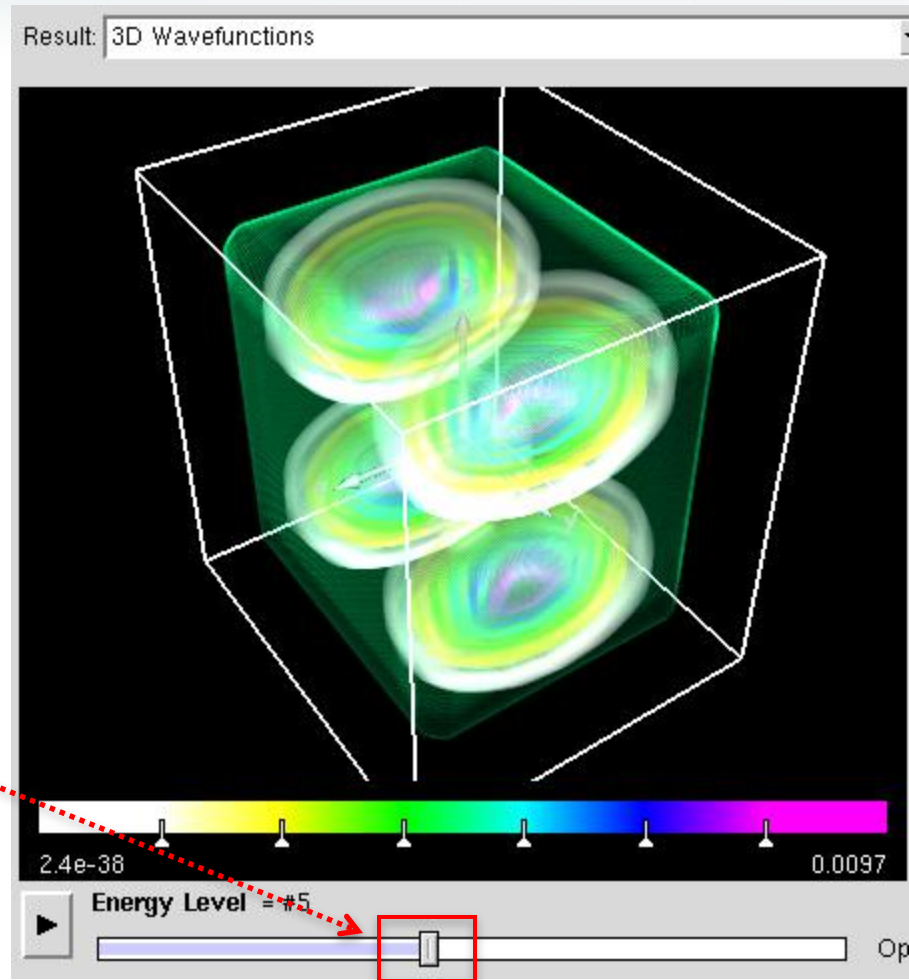 Result: 3D Wavefunctions
2.4e-38 0.0097
Energy Level = #5
Op